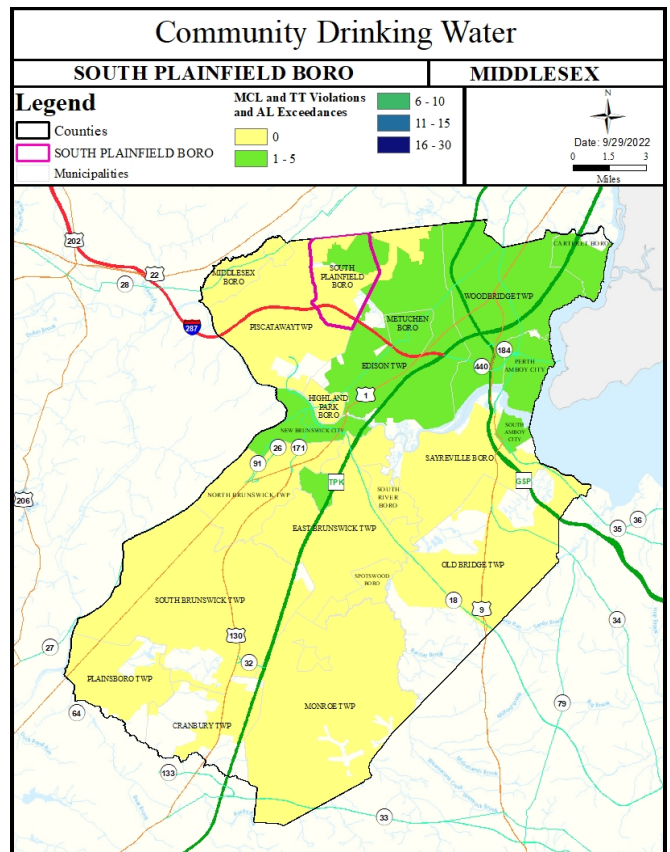 Community Drinking Water
SOUTH PLAINFIELD BORO
MIDDLESEX
Legend
Counties
SOUTH PLAINFIELD BORO
Municipalities
MCL and TT Violations
and AL Exceedances
0
1 - 5
6 - 10
11 - 15
16 - 30
N
Date: 9/29/2022
0 1.5 3
Miles
202
22
28
287
MIDDLESEX
BORO
SOUTH
PLAINFIELD
BORO
CARTERET BORO
WOODBRIDGE TWP
METUCHEN
BORO
PISCATAWAY TWP
EDISON TWP
184
440
PERTH
AMBOY CITY
1
HIGHLAND
PARK
BORO
NEW BRUNSWICK CITY
SOUTH
AMBOY
CITY
26
171
91
SAYREVILLE BORO
TPK
GSP
NORTH BRUNSWICK TWP
SOUTH
RIVER
BORO
206
EAST BRUNSWICK TWP
35
36
OLD BRIDGE TWP
SPOTSWOOD
BORO
18
9
34
SOUTH BRUNSWICK TWP
130
27
32
PLAINSBORO TWP
79
64
CRANBURY TWP
MONROE TWP
133
33